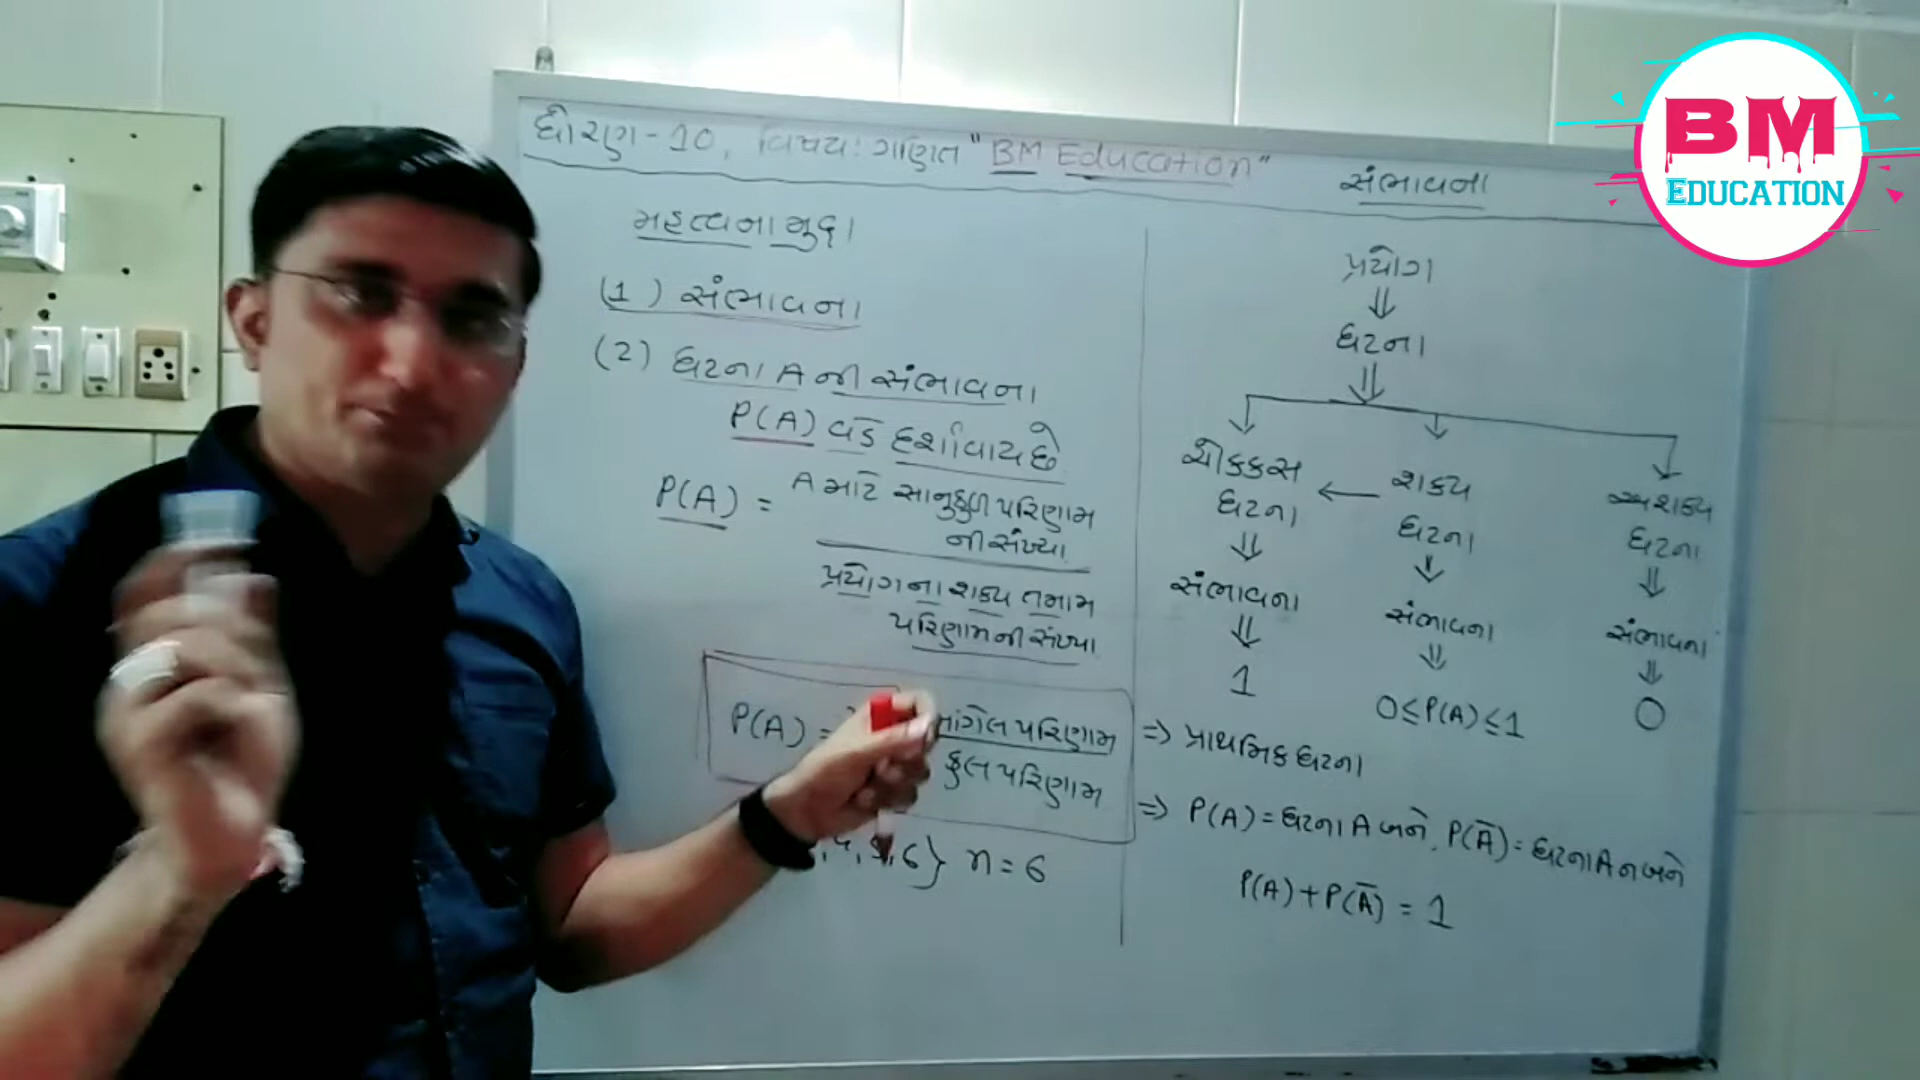 ધોરણ-10, વિષય: ગણિત "BM Education"
સંભાવના
BM
EDUCATION
મહત્વના મુદ્દા
(1) સંભાવના
(2) ઘટના A ની સંભાવના
P(A) વડે દર્શાવાય છે
P(A) = A માટે સાનુકુળ પરિણામ
ની સંખ્યા
પ્રયોગના શક્ય તમામ
પરિણામની સંખ્યા
P(A) = માંગેલ પરિણામ
કુલ પરિણામ
,6} n = 6
પ્રયોગ
⇓
ઘટના
⇓
ચોકકસ ← શક્ય અશક્ય
ઘટના ઘટના ઘટના
⇓ ⇓ ⇓
સંભાવના સંભાવના સંભાવના
⇓ ⇓ ⇓
1 0≤P(A)≤1 0
⇒ પ્રાથમિક ઘટના
⇒ P(A) = ઘટના A બને, P(Ā) = ઘટના A ન બને
P(A) + P(Ā) = 1